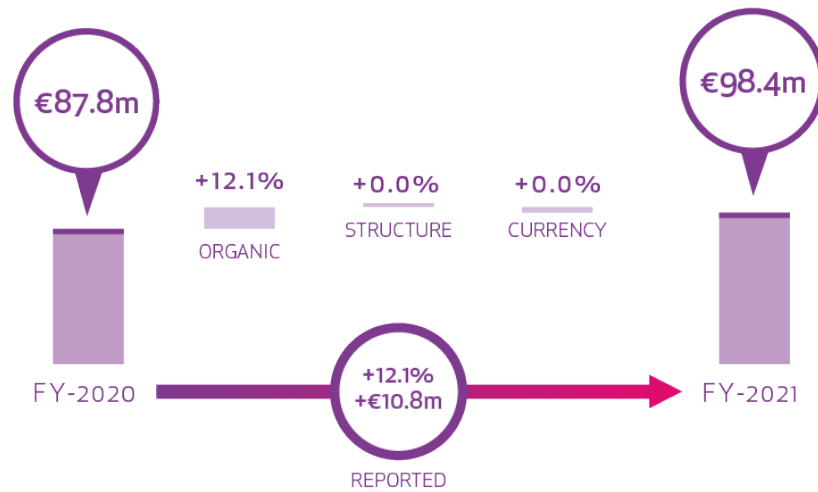 €87.8m
€98.4m
+12.1%
ORGANIC
+0.0%
STRUCTURE
+0.0%
CURRENCY
FY-2020
+12.1%
+€10.8m
REPORTED
FY-2021